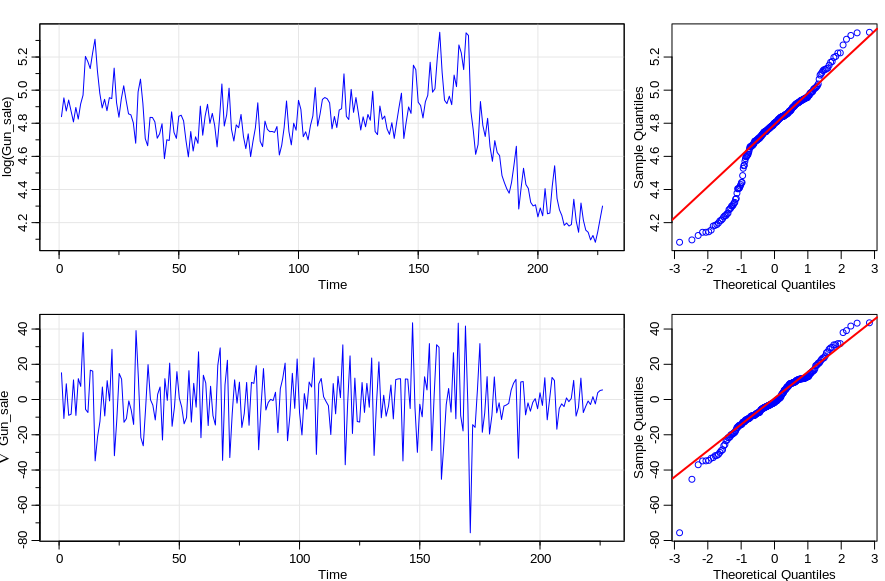 log(Gun_sale)
4.2 4.4 4.6 4.8 5.0 5.2
0 50 100 150 200
Time
Sample Quantiles
4.2 4.4 4.6 4.8 5.0 5.2
-3 -2 -1 0 1 2 3
Theoretical Quantiles
∇ Gun_sale
-80 -60 -40 -20 0 20 40
0 50 100 150 200
Time
Sample Quantiles
-80 -60 -40 -20 0 20 40
-3 -2 -1 0 1 2 3
Theoretical Quantiles